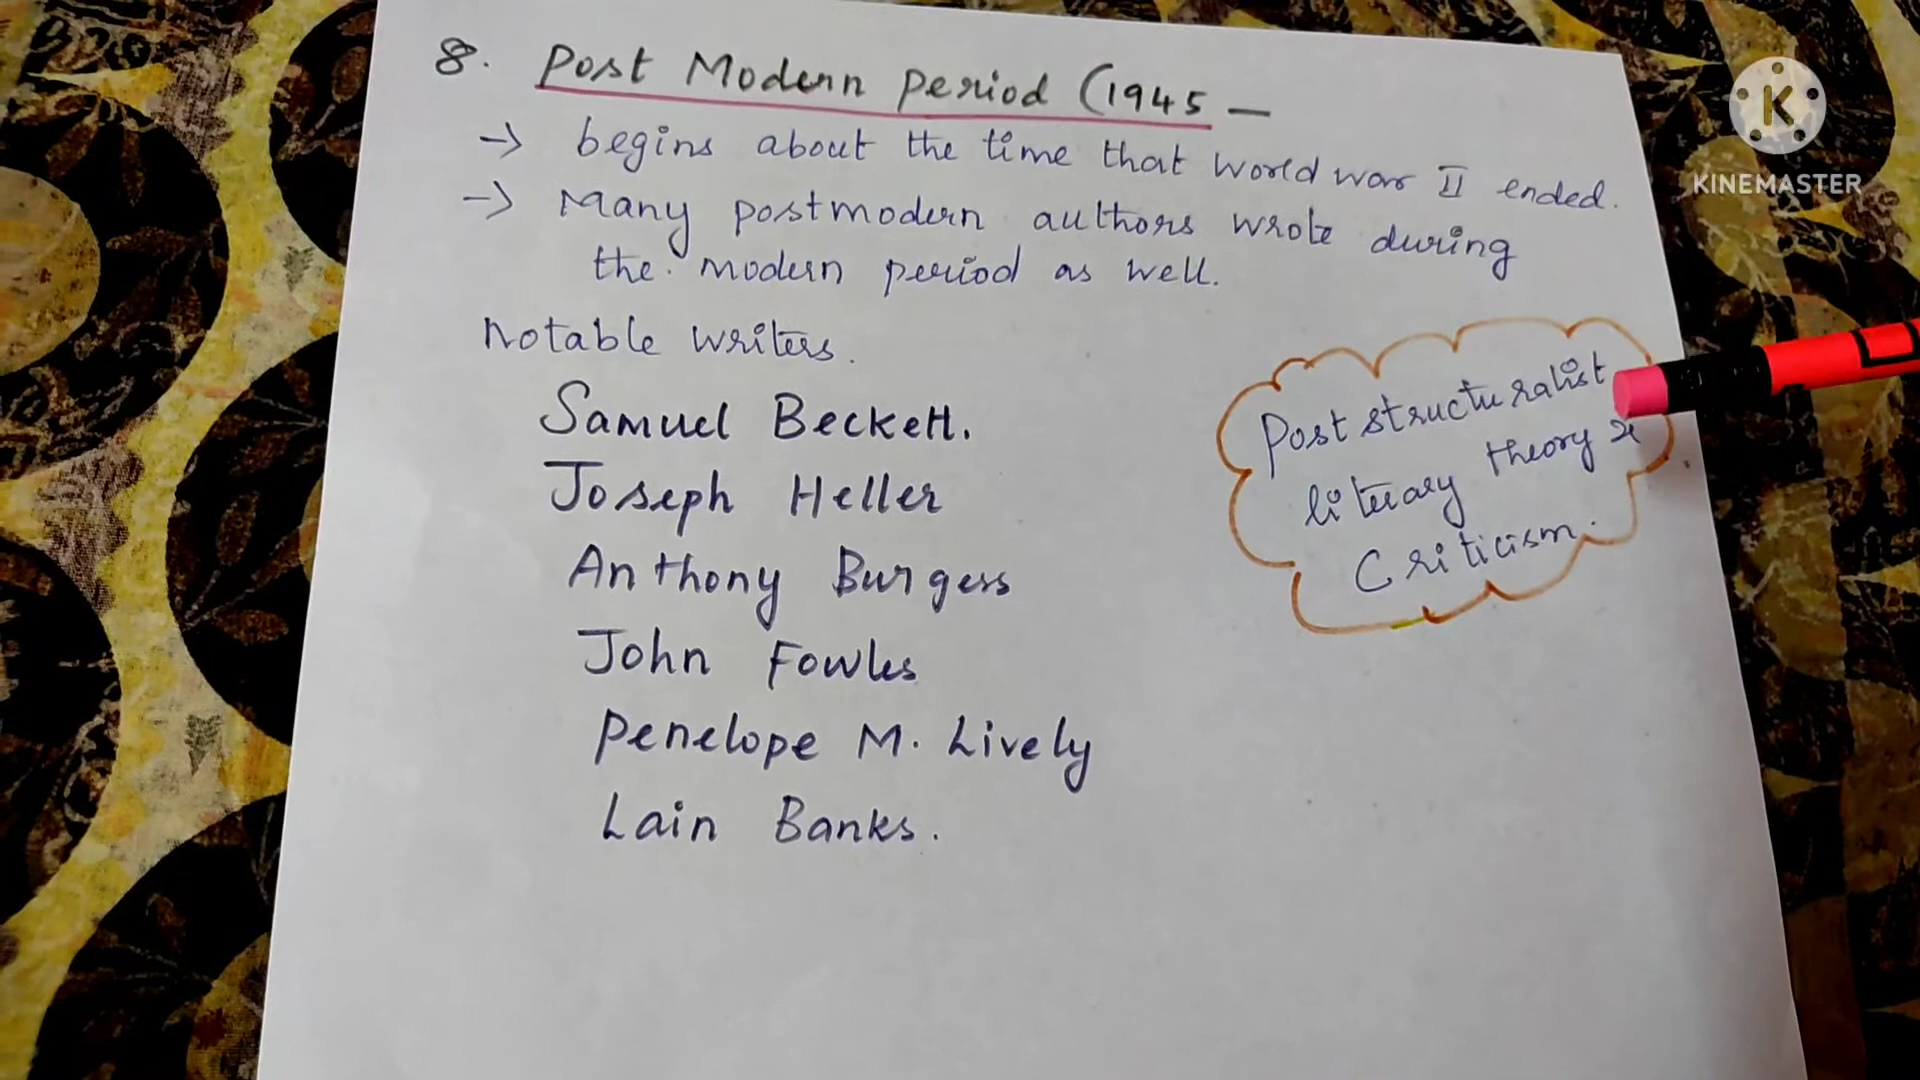 8. Post Modern Period (1945 —
→ begins about the time that world war II ended.
→ Many postmodern authors wrote during
the modern period as well.
Notable writers.
Samuel Beckett.
Joseph Heller
Anthony Burgess
John Fowles
Penelope M. Lively
Lain Banks.
Post structuralist
literary theory &
Criticism.
K
KINEMASTER